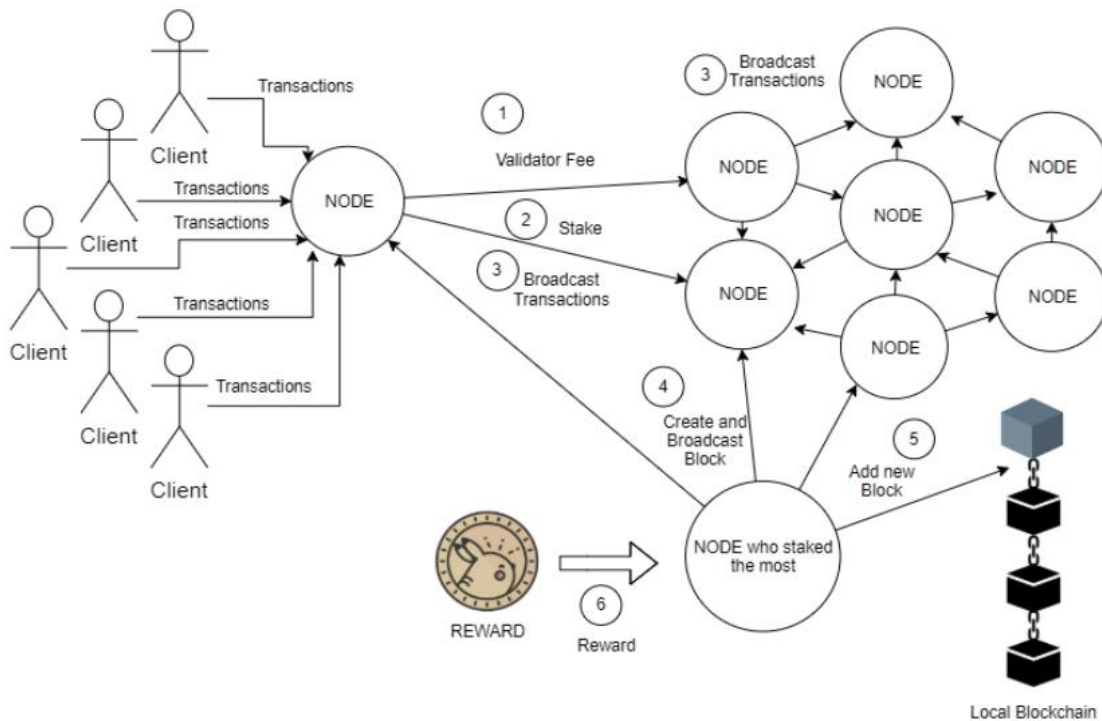 Transactions
Client
Transactions
Client
Transactions
Client
Transactions
Client
Transactions
Client
NODE
1
Validator Fee
2
Stake
3
Broadcast
Transactions
3
Broadcast
Transactions
NODE
NODE
NODE
NODE
NODE
NODE
NODE
4
Create and
Broadcast
Block
5
Add new
Block
NODE who staked
the most
REWARD
6
Reward
Local Blockchain